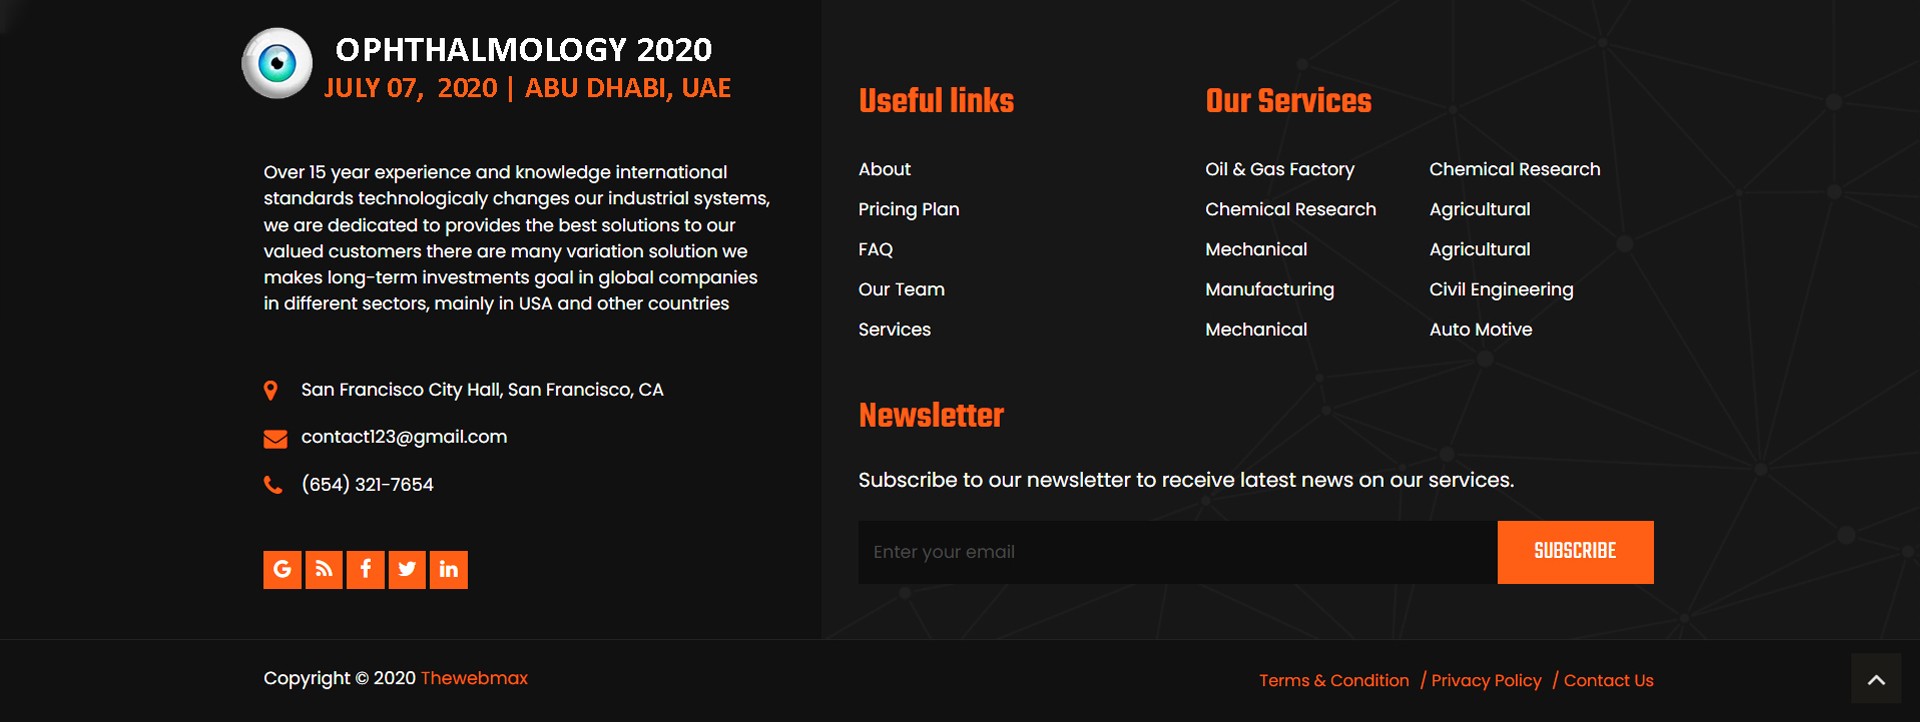 OPHTHALMOLOGY 2020
JULY 07, 2020 | ABU DHABI, UAE
Over 15 year experience and knowledge international
standards technologicaly changes our industrial systems,
we are dedicated to provides the best solutions to our
valued customers there are many variation solution we
makes long-term investments goal in global companies
in different sectors, mainly in USA and other countries
San Francisco City Hall, San Francisco, CA
contact123@gmail.com
(654) 321-7654
Useful links
About
Pricing Plan
FAQ
Our Team
Services
Our Services
Oil & Gas Factory
Chemical Research
Mechanical
Manufacturing
Mechanical
Chemical Research
Agricultural
Agricultural
Civil Engineering
Auto Motive
Newsletter
Subscribe to our newsletter to receive latest news on our services.
Enter your email
SUBSCRIBE
Copyright © 2020 Thewebmax
Terms & Condition / Privacy Policy / Contact Us